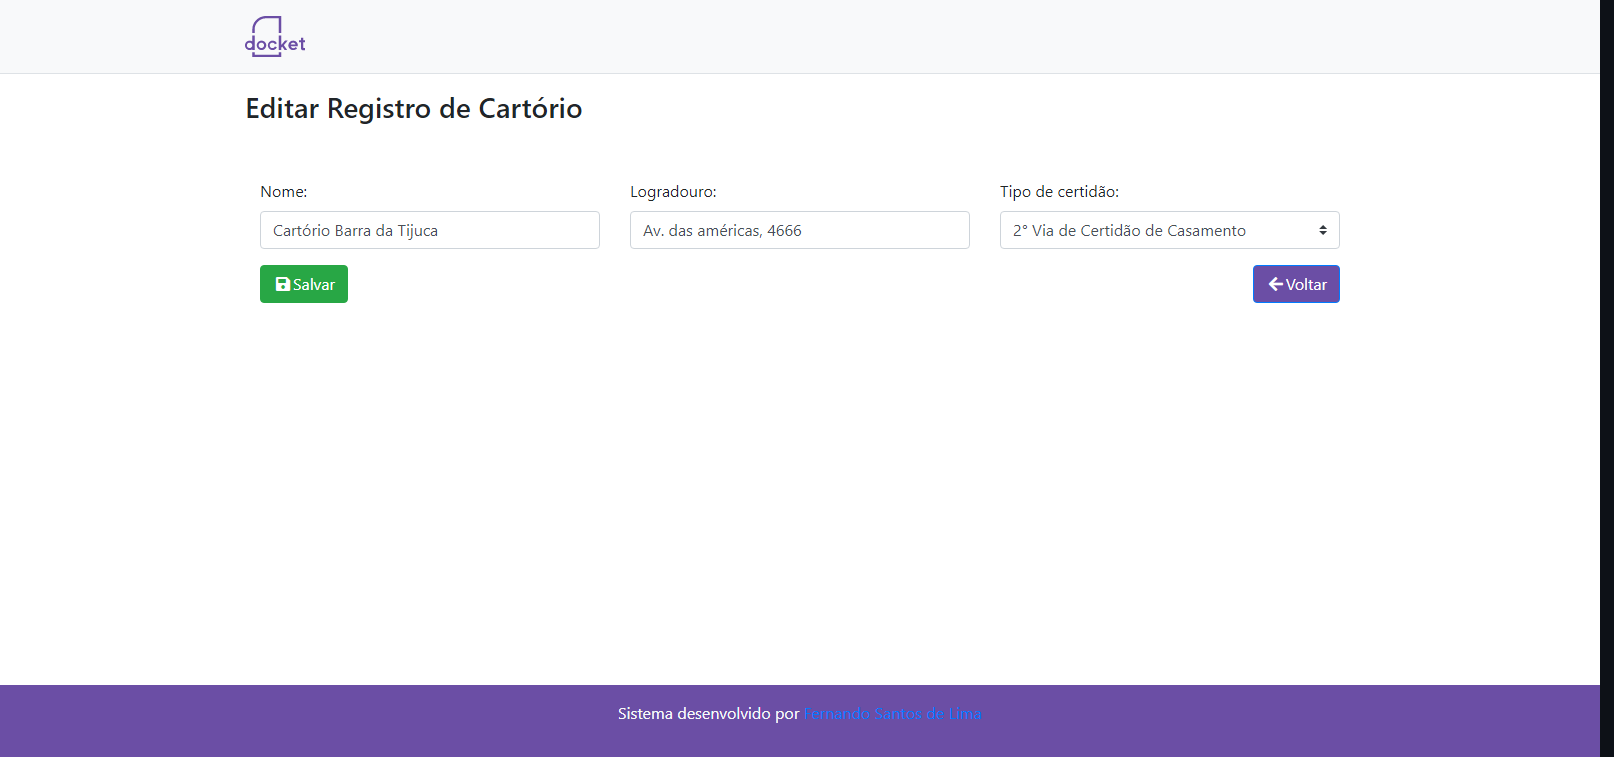 docket
Editar Registro de Cartório
Nome:
Logradouro:
Tipo de certidão:
Cartório Barra da Tijuca
Av. das américas, 4666
2° Via de Certidão de Casamento
Salvar
Voltar
Sistema desenvolvido por Fernando Santos de Lima